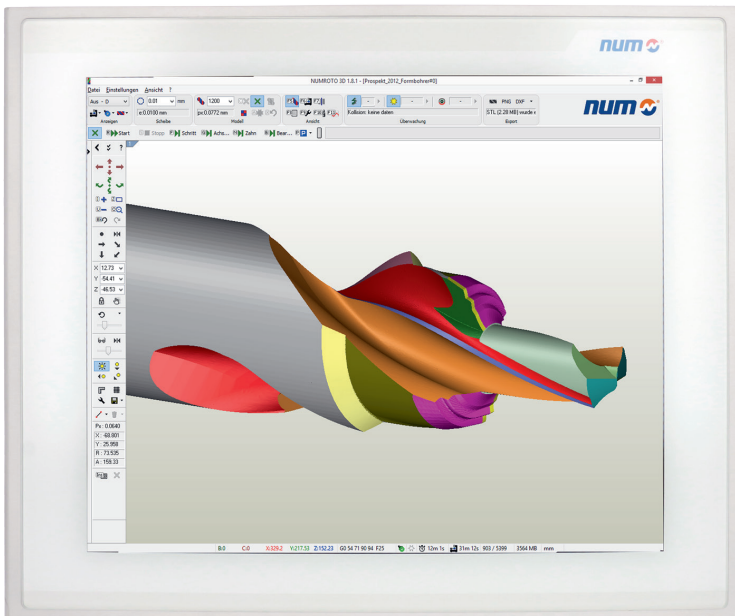 num
NUMROTO 3D 1.8.1 - [Prospekt_2012_Formbohrer#0]
Datei Einstellungen Ansicht ?
Aus - D 0.01 mm 1200 PNG DXF
e:0.0100 mm px:0.0772 mm Kollision: keine daten STL (2.28 MB) wurde e
Anzeigen Scheibe Modell Ansicht Überwachung Export
num
Start Stopp Schritt Achs... Zahn Bear...
X 12.73
Y -54.41
Z -46.53
Px : 0.0640
X : -68.801
Y : 25.958
R : 73.535
A : 159.33
B:0 C:0 X:329.2 Y:217.53 Z:152.23 G0 54 71 90 94 F25 12m 1s 31m 12s 903 / 5399 3564 MB mm